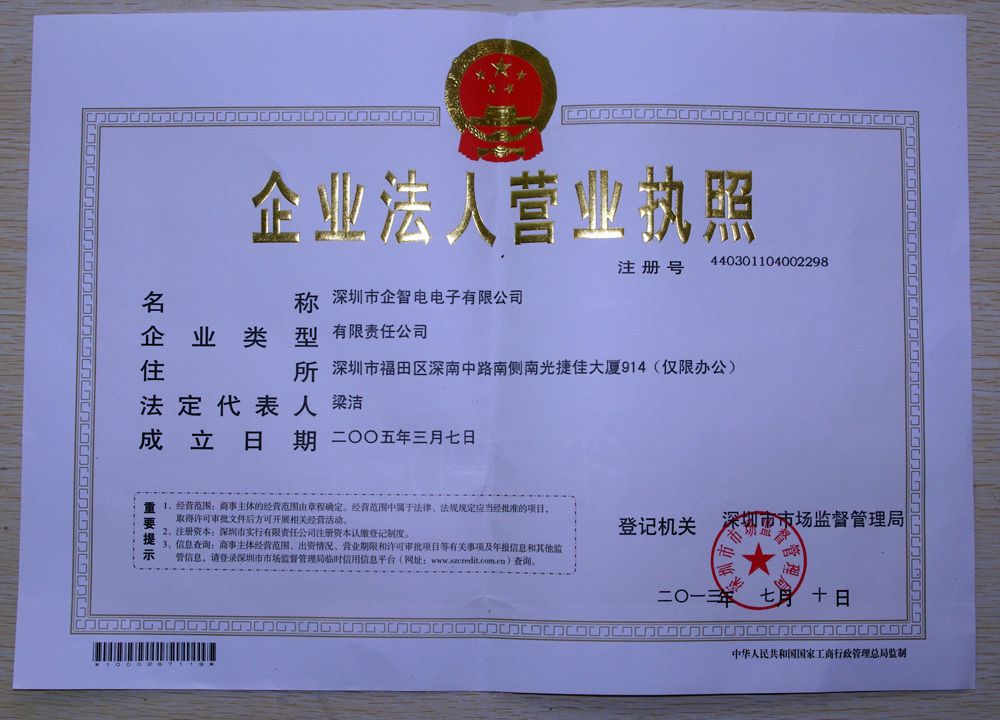 企业法人营业执照
注册号 440301104002298
名称 深圳市企智电电子有限公司
企业类型 有限责任公司
住所 深圳市福田区深南中路南侧南光捷佳大厦914（仅限办公）
法定代表人 梁洁
成立日期 二〇〇五年三月七日
重要提示
1、经营范围：商事主体的经营范围由章程确定。经营范围中属于法律、法规规定应当经批准的项目，
取得许可审批文件后方可开展相关经营活动。
2、注册资本：深圳市实行有限责任公司注册资本认缴登记制度。
3、信息查询：商事主体经营范围、出资情况、营业期限和许可审批项目等有关事项及年报信息和其他监
管信息，请登录深圳市市场监督管理局临时信用信息平台（网址：www.szcredit.com.cn）查询。
登记机关 深圳市市场监督管理局
深圳市市场监督管理局
二〇一三年 七月 十日
*1000267119*
中华人民共和国国家工商行政管理总局监制